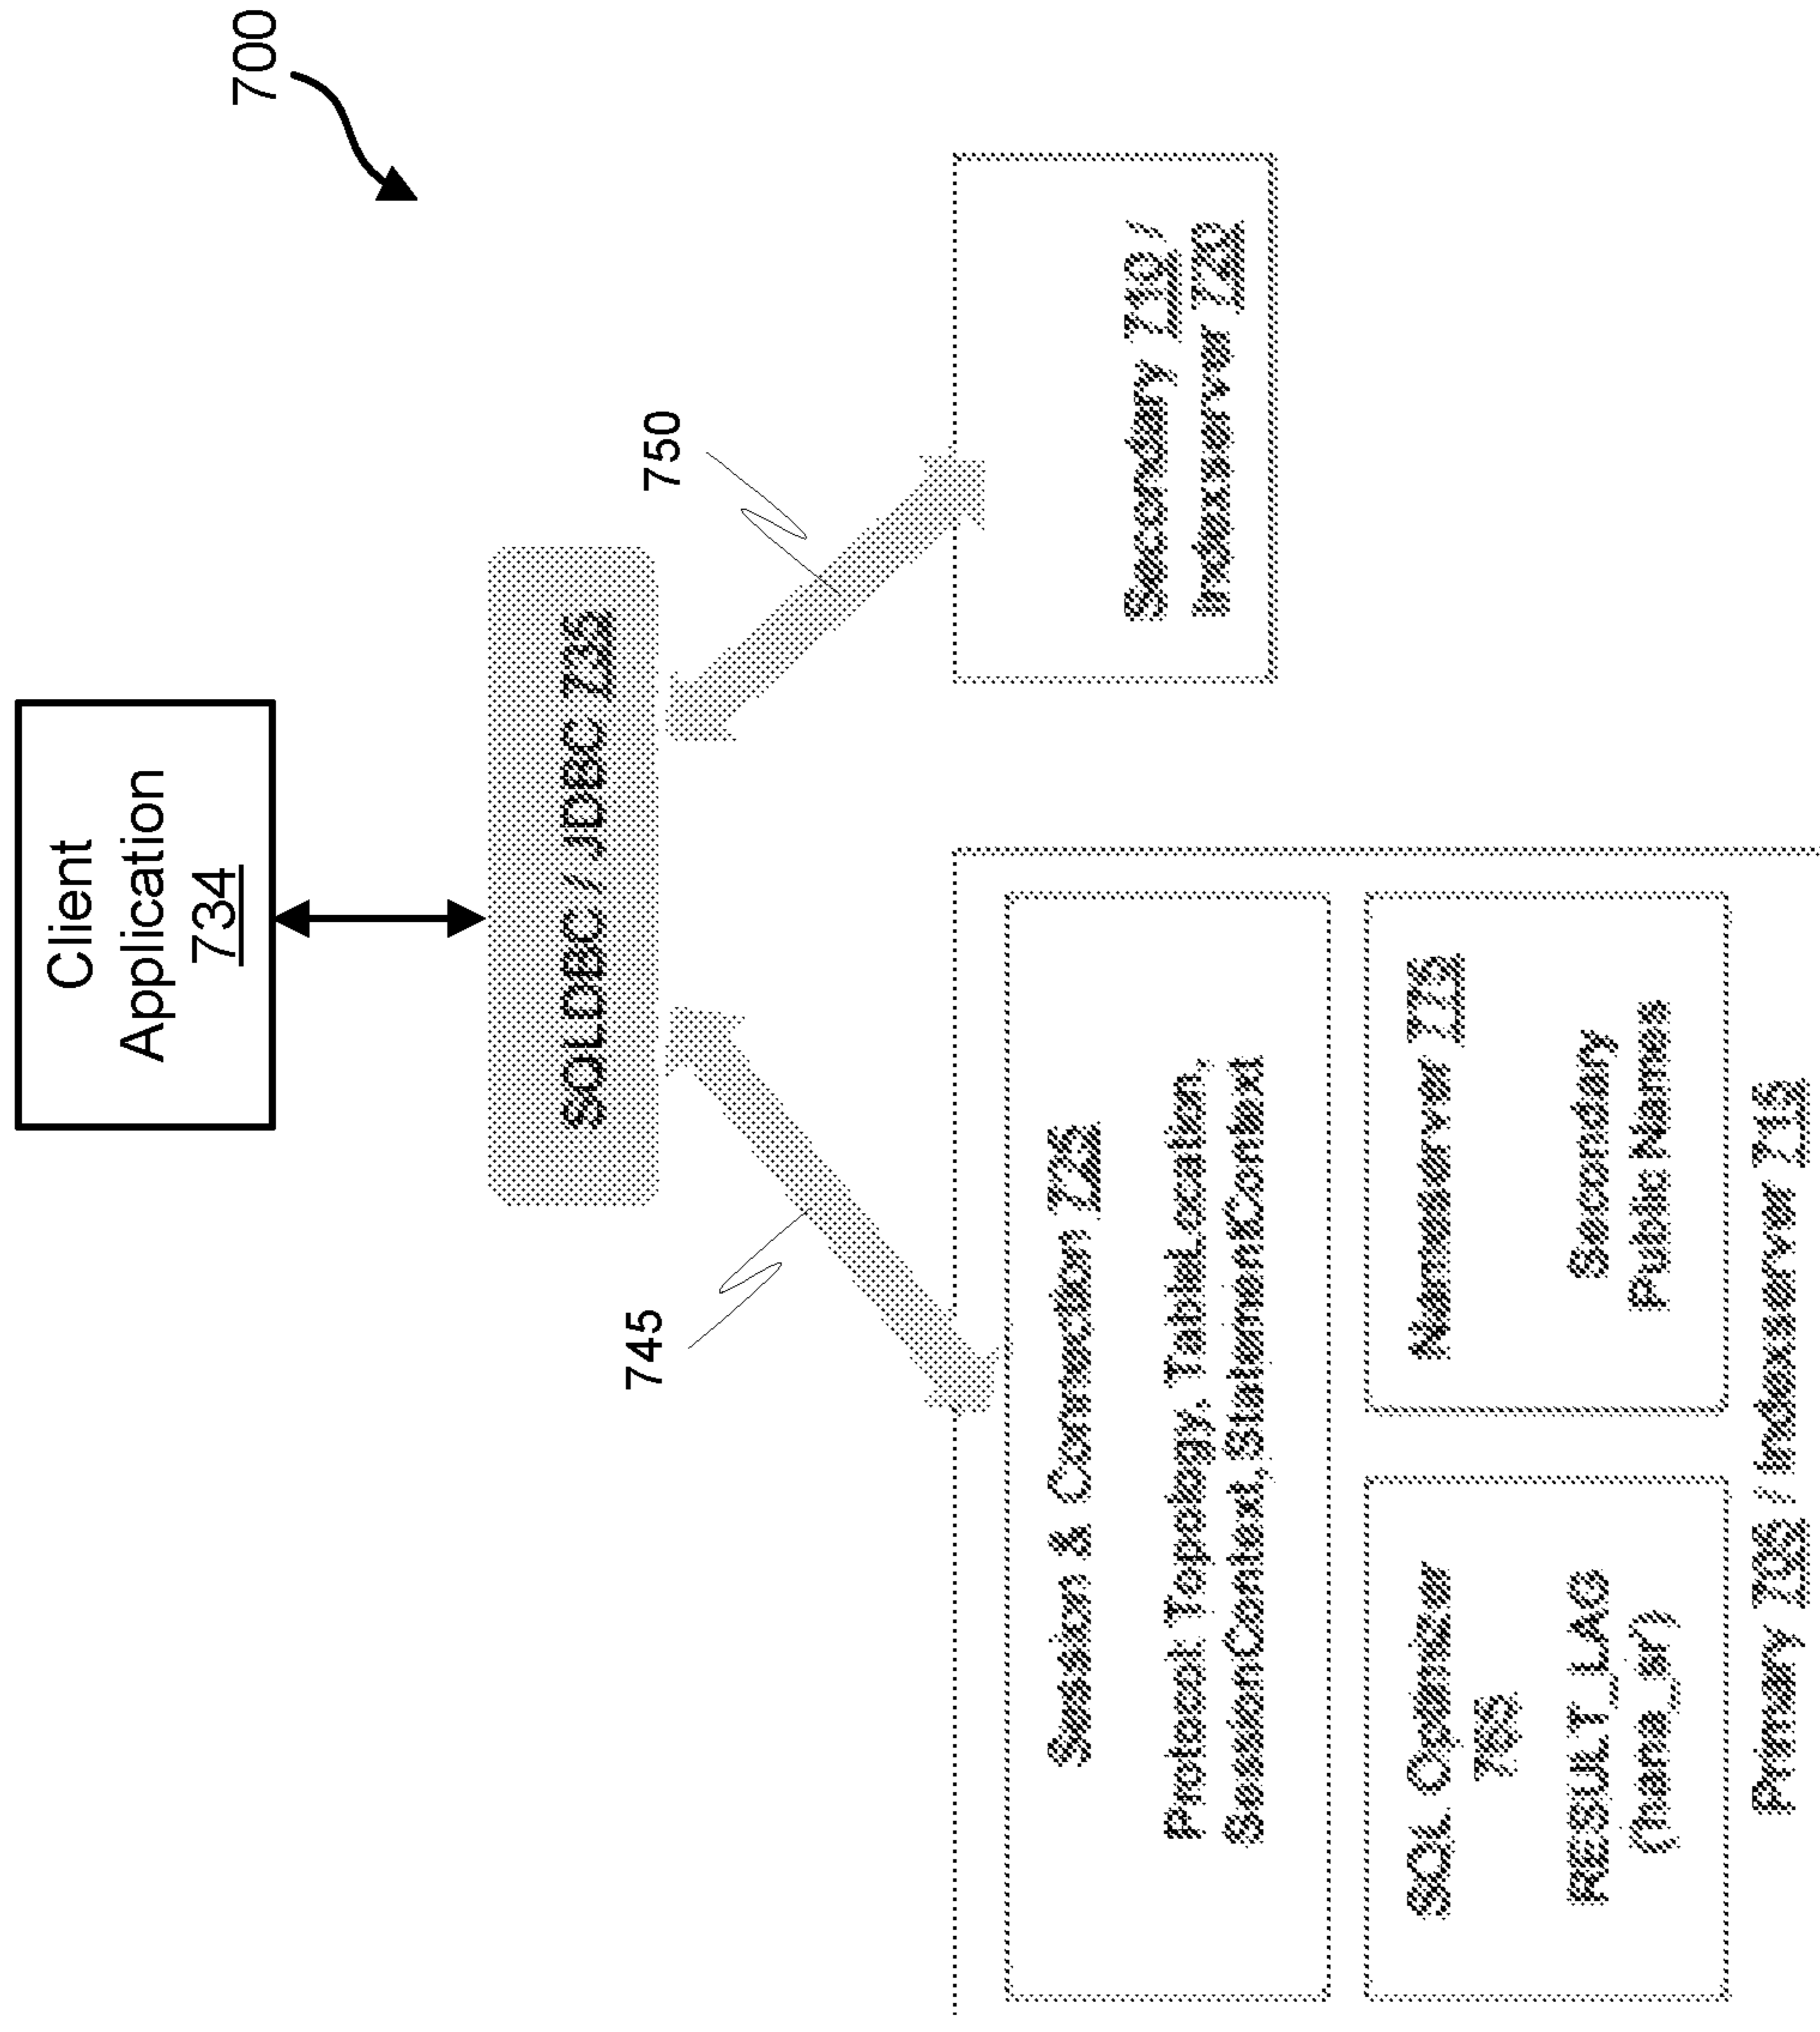 700
Client
Application
734
SQLDBC / JDBC 735
745
750
Session & Connection 725
Protocol: Topology, TableLocation,
SessionContext, StatementContext
SQL Optimizer
765
RESULT_LAG
('hana_sr')
Nameserver 775
Secondary
Public Names
Primary 705 / Indexserver 715
Secondary 710 /
Indexserver 720